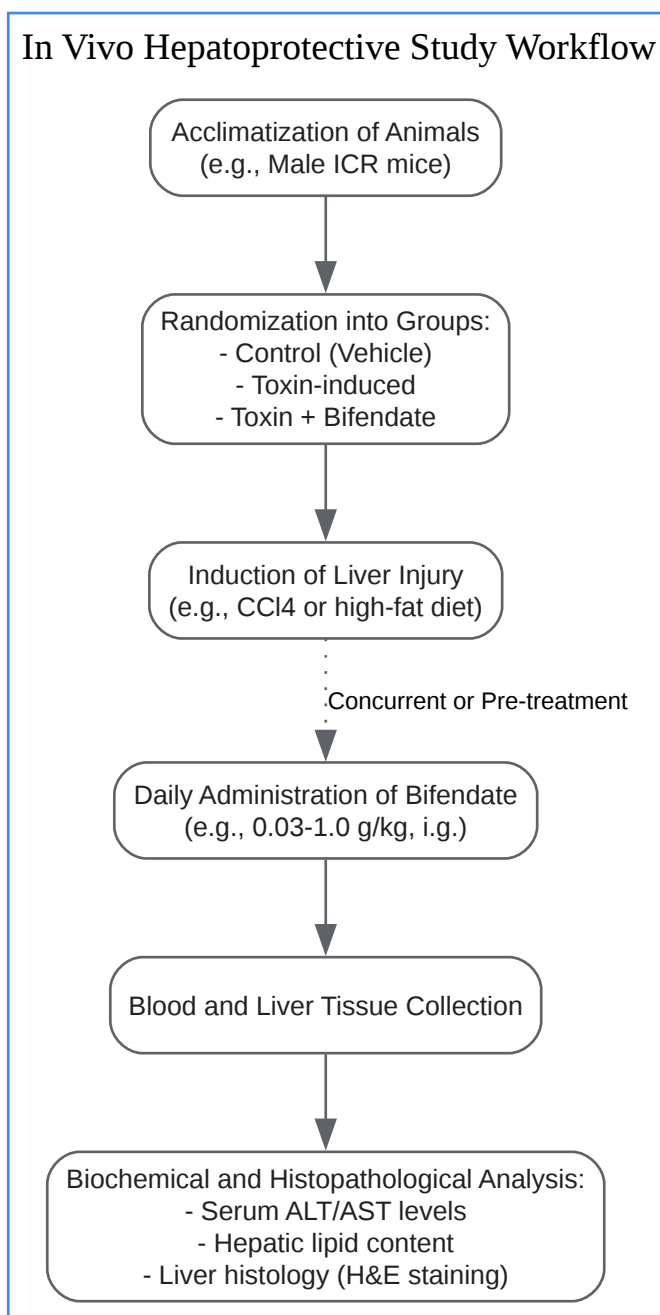 In Vivo Hepatoprotective Study Workflow
Acclimatization of Animals
(e.g., Male ICR mice)
Randomization into Groups:
- Control (Vehicle)
- Toxin-induced
- Toxin + Bifendate
Induction of Liver Injury
(e.g., CCl4 or high-fat diet)
Concurrent or Pre-treatment
Daily Administration of Bifendate
(e.g., 0.03-1.0 g/kg, i.g.)
Blood and Liver Tissue Collection
Biochemical and Histopathological Analysis:
- Serum ALT/AST levels
- Hepatic lipid content
- Liver histology (H&E staining)